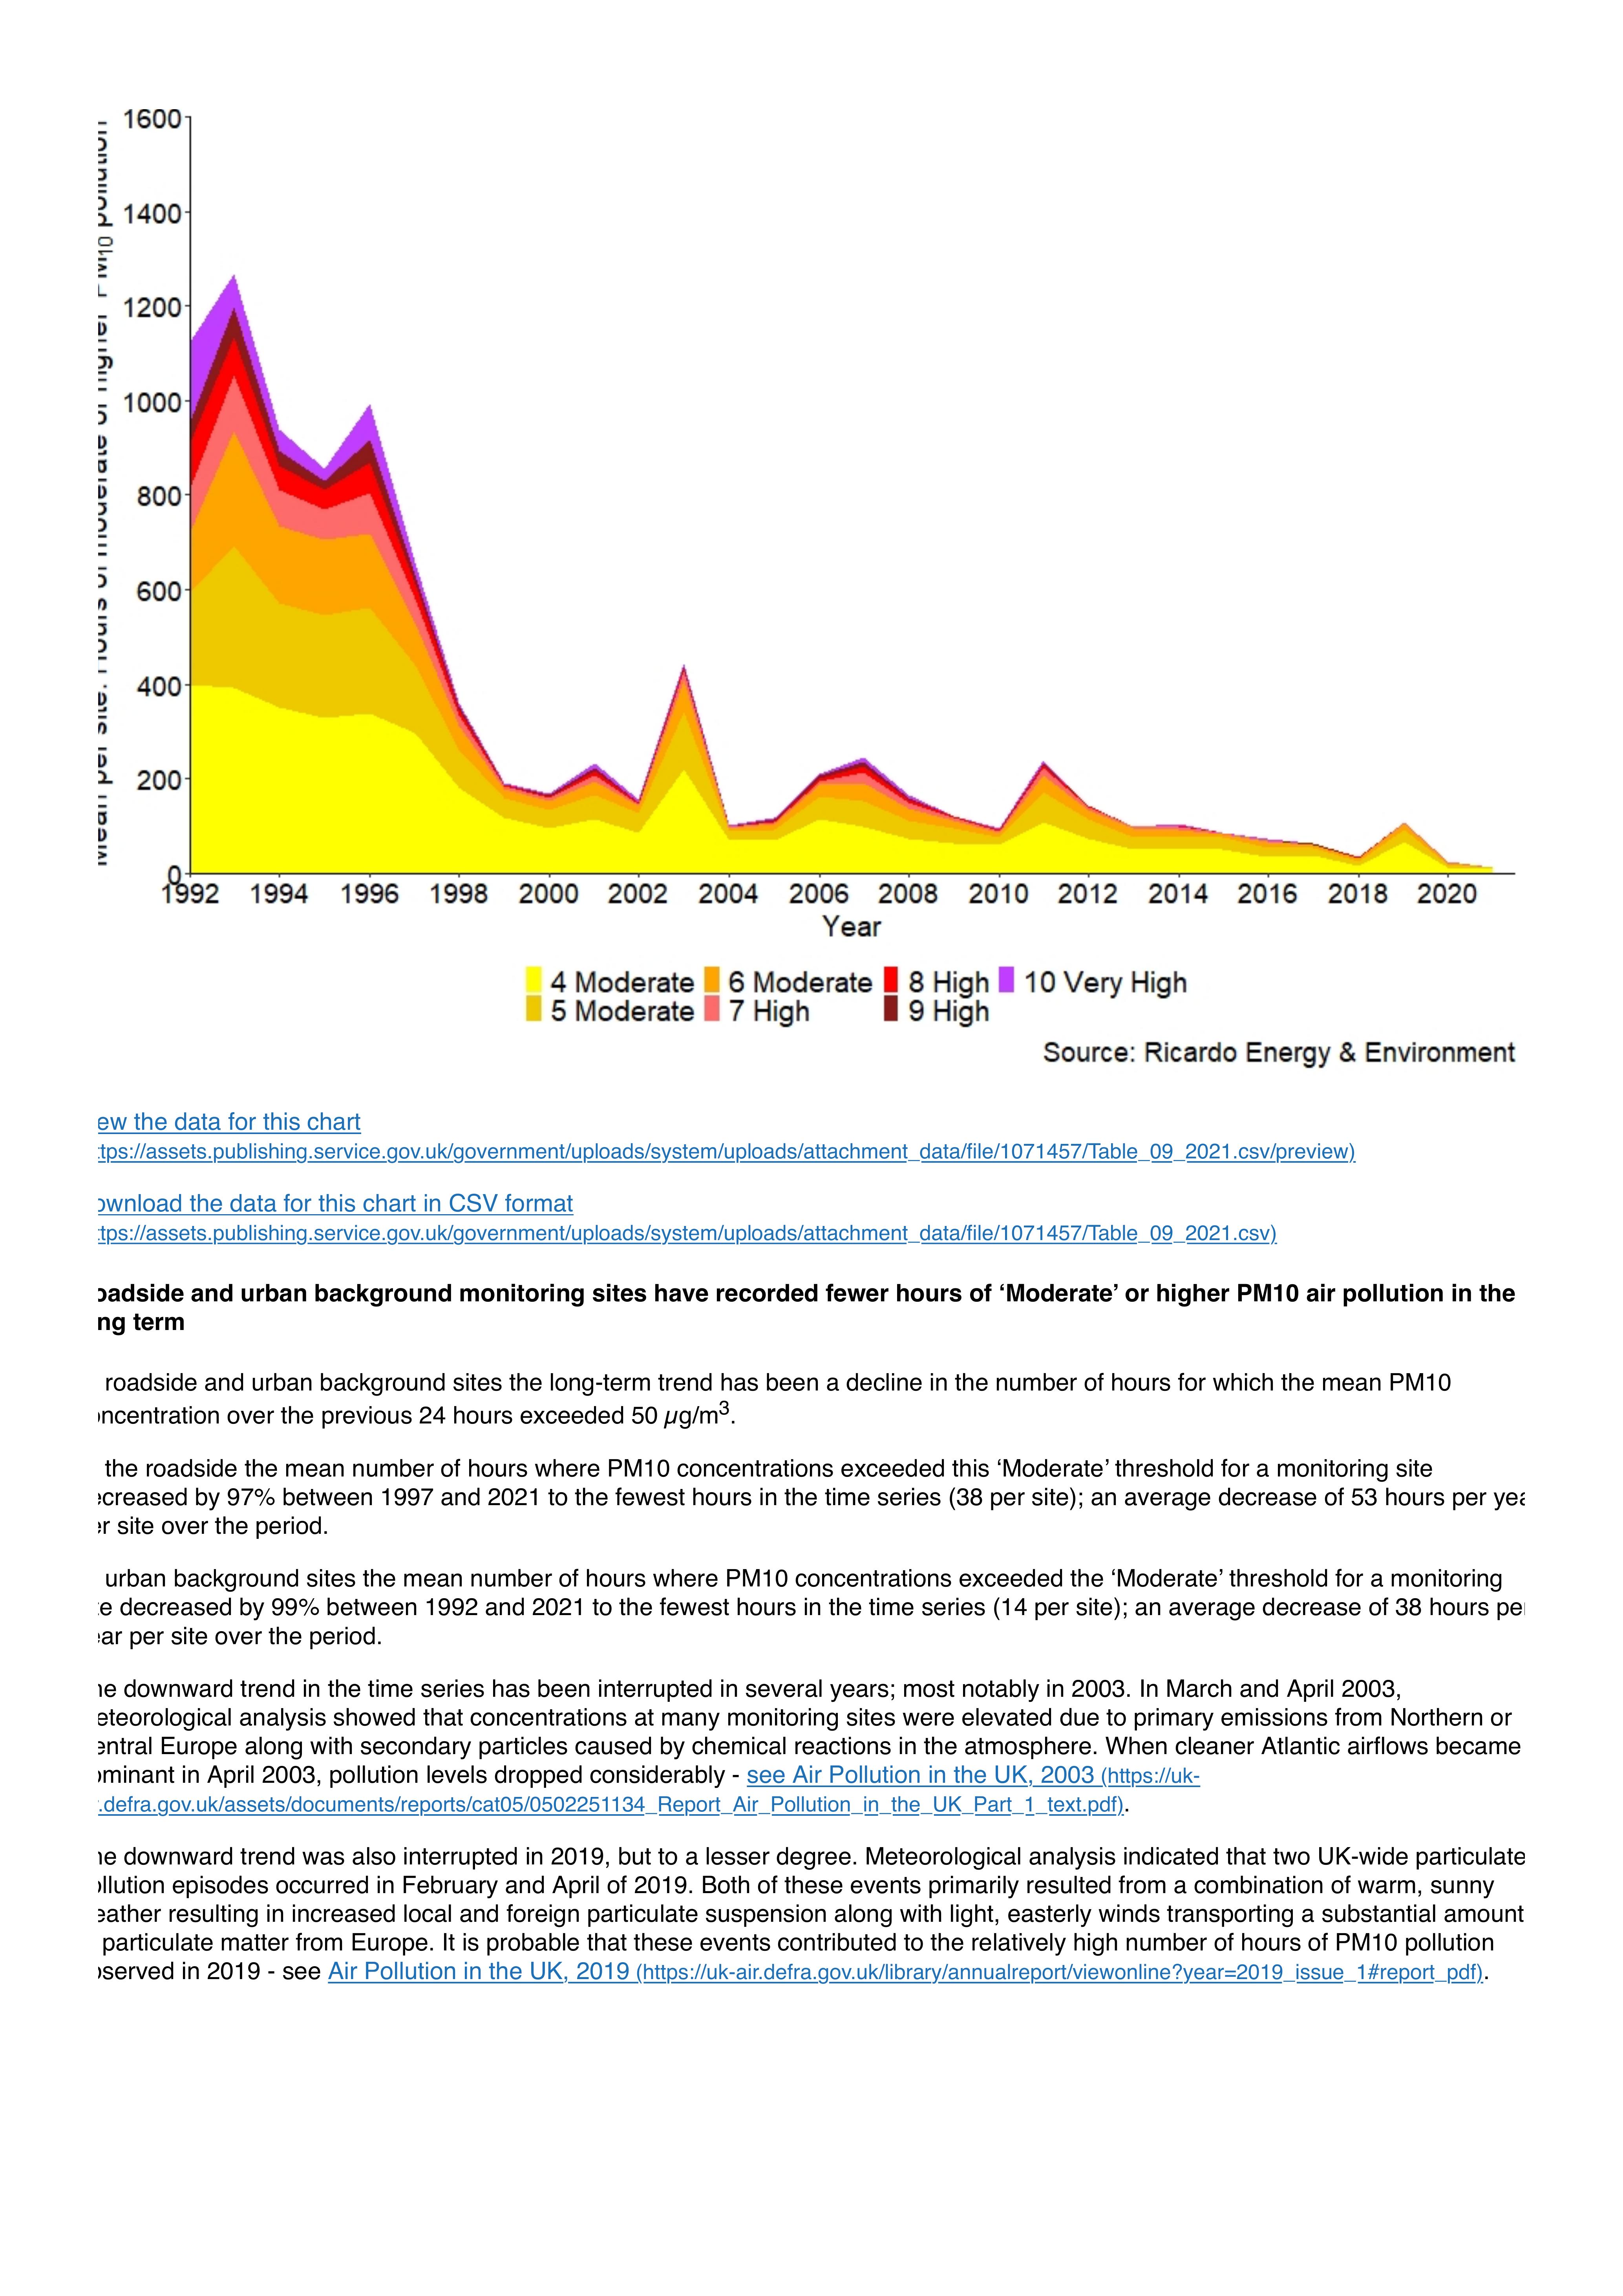 1600
1400
1200
1000
800
600
400
200
0
1992 1994 1996 1998 2000 2002 2004 2006 2008 2010 2012 2014 2016 2018 2020
Year
4 Moderate 6 Moderate 8 High 10 Very High
5 Moderate 7 High 9 High
Source: Ricardo Energy & Environment
ew the data for this chart
ttps://assets.publishing.service.gov.uk/government/uploads/system/uploads/attachment_data/file/1071457/Table_09_2021.csv/preview)
ownload the data for this chart in CSV format
ttps://assets.publishing.service.gov.uk/government/uploads/system/uploads/attachment_data/file/1071457/Table_09_2021.csv)
oadside and urban background monitoring sites have recorded fewer hours of ‘Moderate’ or higher PM10 air pollution in the
ng term
roadside and urban background sites the long-term trend has been a decline in the number of hours for which the mean PM10
oncentration over the previous 24 hours exceeded 50 µg/m³.
the roadside the mean number of hours where PM10 concentrations exceeded this ‘Moderate’ threshold for a monitoring site
ecreased by 97% between 1997 and 2021 to the fewest hours in the time series (38 per site); an average decrease of 53 hours per yea
er site over the period.
urban background sites the mean number of hours where PM10 concentrations exceeded the ‘Moderate’ threshold for a monitoring
te decreased by 99% between 1992 and 2021 to the fewest hours in the time series (14 per site); an average decrease of 38 hours per
ear per site over the period.
he downward trend in the time series has been interrupted in several years; most notably in 2003. In March and April 2003,
eteorological analysis showed that concentrations at many monitoring sites were elevated due to primary emissions from Northern or
entral Europe along with secondary particles caused by chemical reactions in the atmosphere. When cleaner Atlantic airflows became
ominant in April 2003, pollution levels dropped considerably - see Air Pollution in the UK, 2003 (https://uk-
.defra.gov.uk/assets/documents/reports/cat05/0502251134_Report_Air_Pollution_in_the_UK_Part_1_text.pdf).
he downward trend was also interrupted in 2019, but to a lesser degree. Meteorological analysis indicated that two UK-wide particulate
ollution episodes occurred in February and April of 2019. Both of these events primarily resulted from a combination of warm, sunny
eather resulting in increased local and foreign particulate suspension along with light, easterly winds transporting a substantial amount
particulate matter from Europe. It is probable that these events contributed to the relatively high number of hours of PM10 pollution
bserved in 2019 - see Air Pollution in the UK, 2019 (https://uk-air.defra.gov.uk/library/annualreport/viewonline?year=2019_issue_1#report_pdf).